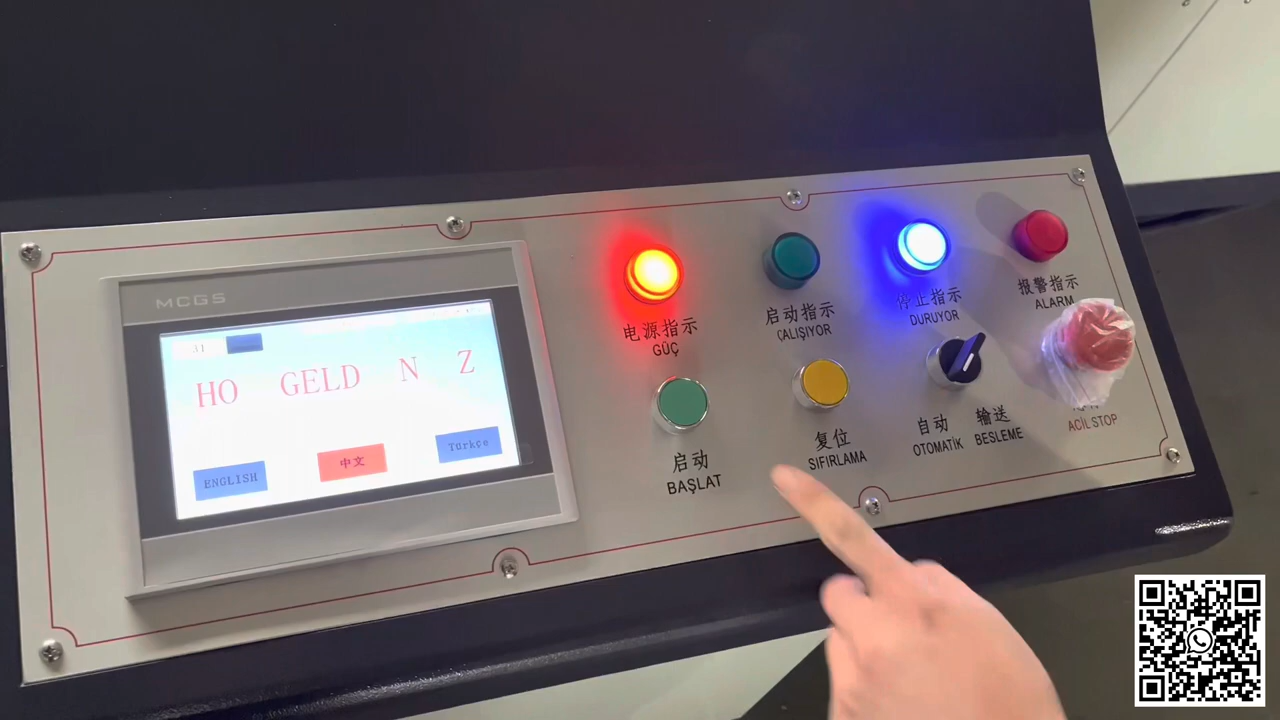 MCGS
HO GELD N Z
ENGLISH
中文
Türkçe
电源指示
GÜÇ
启动指示
ÇALIŞIYOR
停止指示
DURUYOR
报警指示
ALARM
启动
BAŞLAT
复位
SIFIRLAMA
自动
OTOMATİK
输送
BESLEME
ACİL STOP